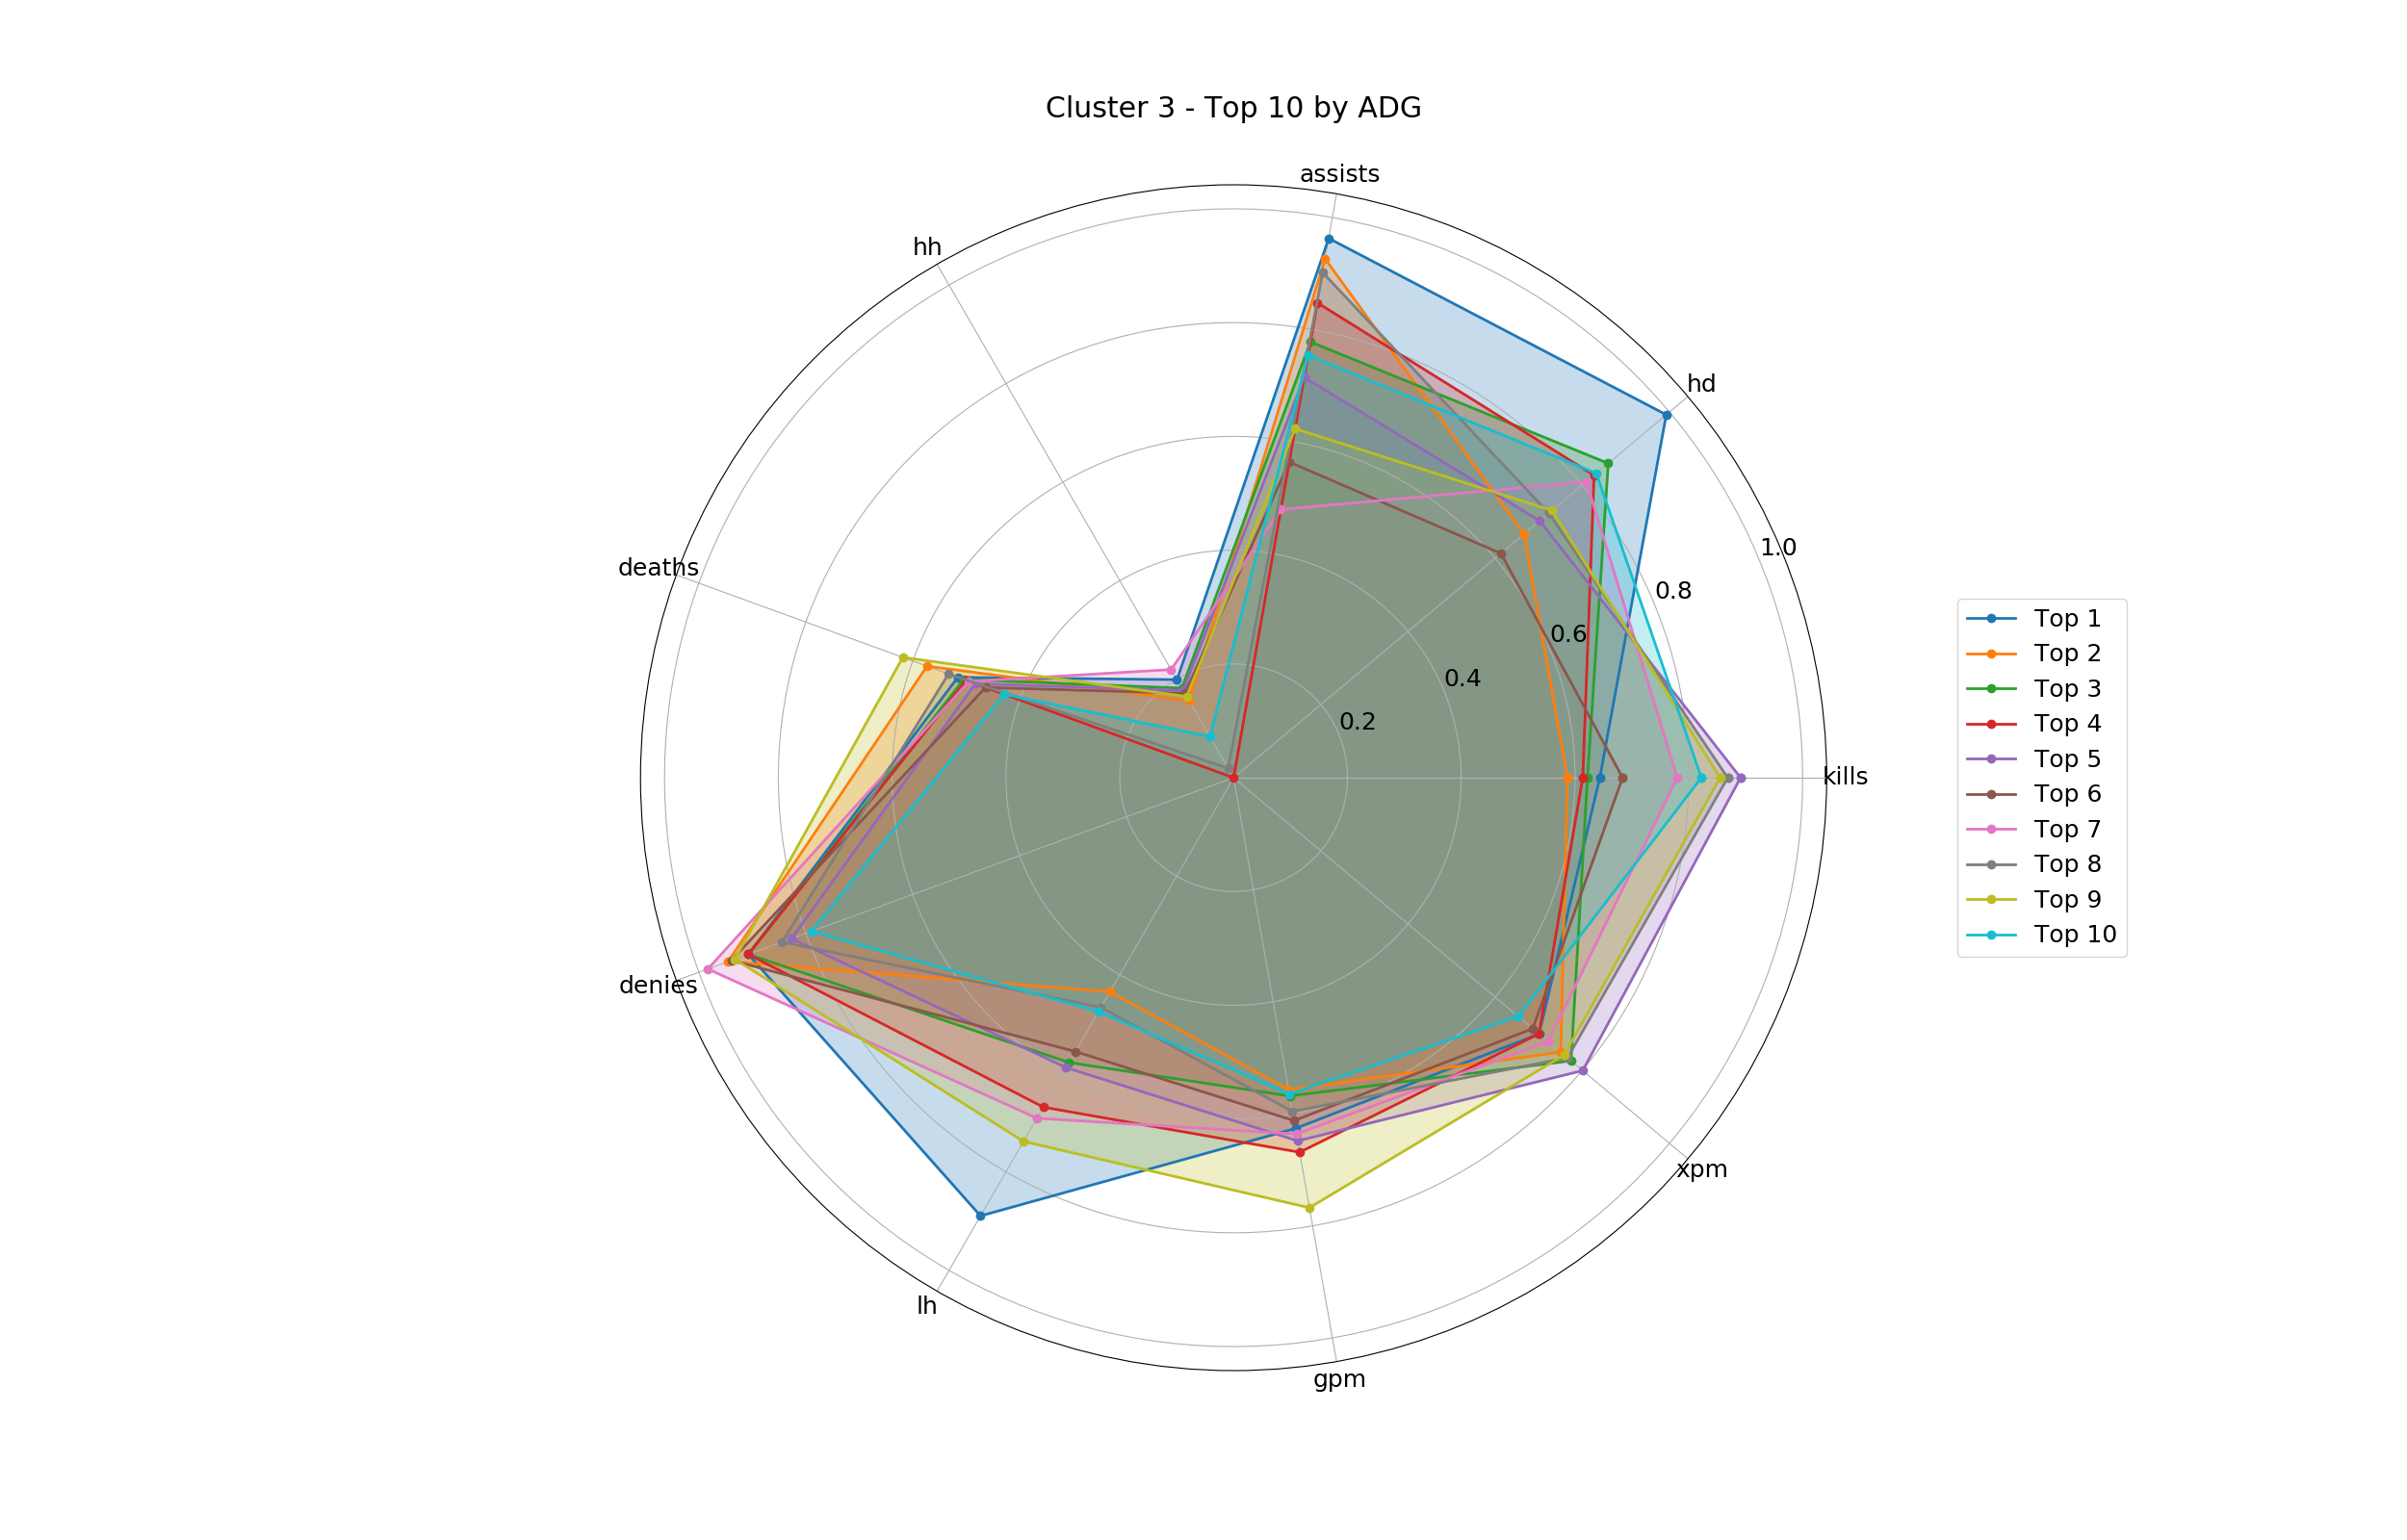 Cluster 3 - Top 10 by ADG
assists
hh
hd
deaths
1.0
0.8
0.6
0.4
0.2
kills
denies
xpm
lh
gpm
Top 1
Top 2
Top 3
Top 4
Top 5
Top 6
Top 7
Top 8
Top 9
Top 10